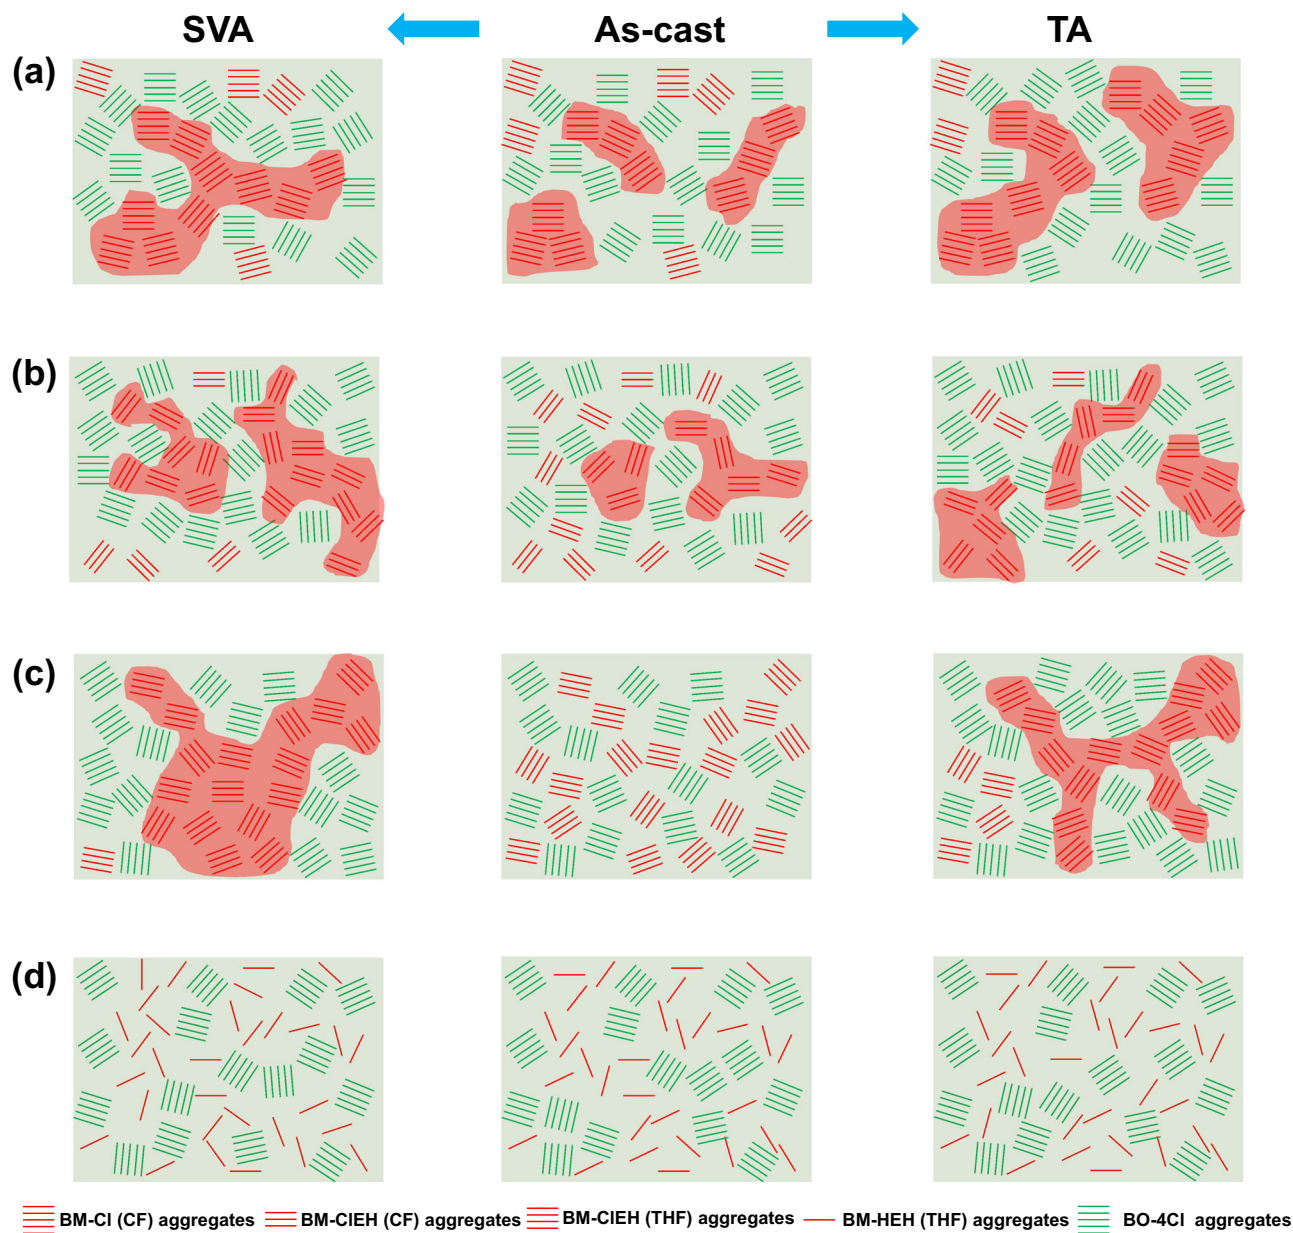 SVA As-cast TA
(a)
(b)
(c)
(d)
BM-Cl (CF) aggregates BM-ClEH (CF) aggregates BM-ClEH (THF) aggregates BM-HEH (THF) aggregates BO-4Cl aggregates